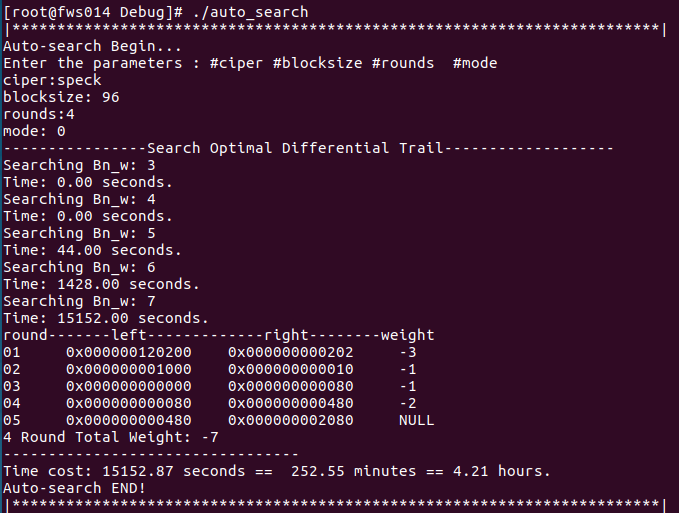 [root@fws014 Debug]# ./auto_search
|*************************************************************************|
Auto-search Begin...
Enter the parameters : #ciper #blocksize #rounds  #mode
ciper:speck
blocksize: 96
rounds:4
mode: 0
----------------Search Optimal Differential Trail-------------------
Searching Bn_w: 3
Time: 0.00 seconds.
Searching Bn_w: 4
Time: 0.00 seconds.
Searching Bn_w: 5
Time: 44.00 seconds.
Searching Bn_w: 6
Time: 1428.00 seconds.
Searching Bn_w: 7
Time: 15152.00 seconds.
round-------left-------------right--------weight
01     0x000000120200    0x000000000202     -3
02     0x000000001000    0x000000000010     -1
03     0x000000000000    0x000000000080     -1
04     0x000000000080    0x000000000480     -2
05     0x000000000480    0x000000002080     NULL
4 Round Total Weight: -7
---------------------------------
Time cost: 15152.87 seconds ==  252.55 minutes == 4.21 hours.
Auto-search END!
|*************************************************************************|